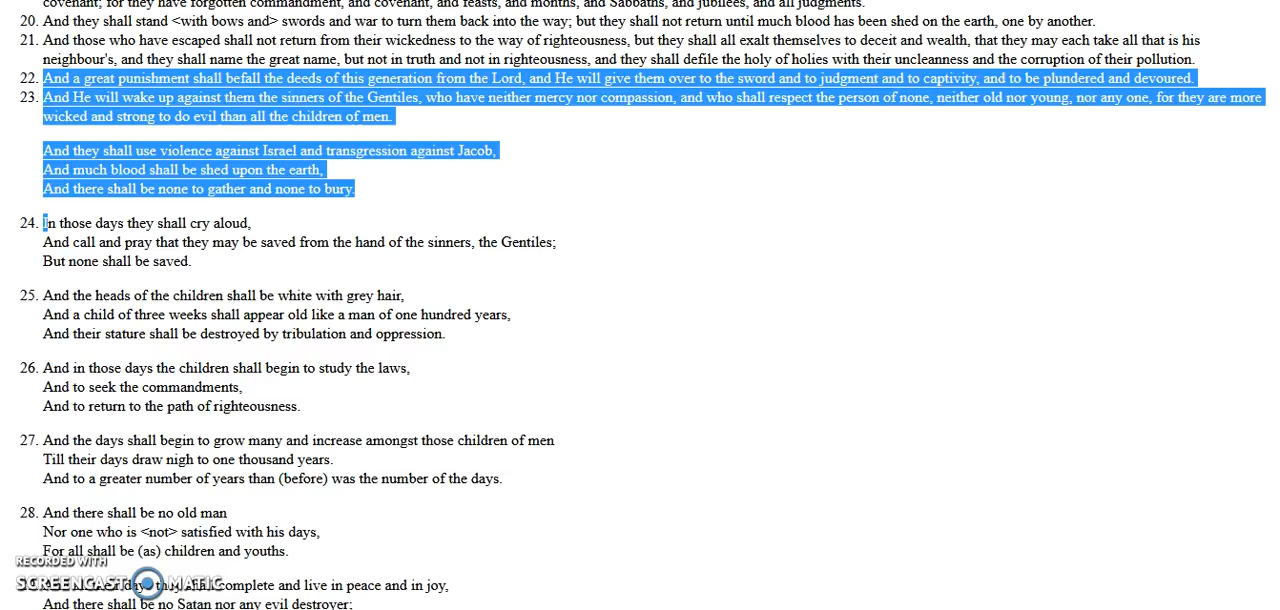 covenant; for they have forgotten commandment, and covenant, and feasts, and months, and Sabbaths, and jubilees, and all judgments.
20. And they shall stand <with bows and> swords and war to turn them back into the way; but they shall not return until much blood has been shed on the earth, one by another.
21. And those who have escaped shall not return from their wickedness to the way of righteousness, but they shall all exalt themselves to deceit and wealth, that they may each take all that is his
neighbour's, and they shall name the great name, but not in truth and not in righteousness, and they shall defile the holy of holies with their uncleanness and the corruption of their pollution.
22. And a great punishment shall befall the deeds of this generation from the Lord, and He will give them over to the sword and to judgment and to captivity, and to be plundered and devoured.
23. And He will wake up against them the sinners of the Gentiles, who have neither mercy nor compassion, and who shall respect the person of none, neither old nor young, nor any one, for they are more
wicked and strong to do evil than all the children of men.
And they shall use violence against Israel and transgression against Jacob,
And much blood shall be shed upon the earth,
And there shall be none to gather and none to bury.
24. In those days they shall cry aloud,
And call and pray that they may be saved from the hand of the sinners, the Gentiles;
But none shall be saved.
25. And the heads of the children shall be white with grey hair,
And a child of three weeks shall appear old like a man of one hundred years,
And their stature shall be destroyed by tribulation and oppression.
26. And in those days the children shall begin to study the laws,
And to seek the commandments,
And to return to the path of righteousness.
27. And the days shall begin to grow many and increase amongst those children of men
Till their days draw nigh to one thousand years.
And to a greater number of years than (before) was the number of the days.
28. And there shall be no old man
Nor one who is <not> satisfied with his days,
For all shall be (as) children and youths.
RECORDED WITH
SCREENCAST MATIC
complete and live in peace and in joy,
And there shall be no Satan nor any evil destroyer;